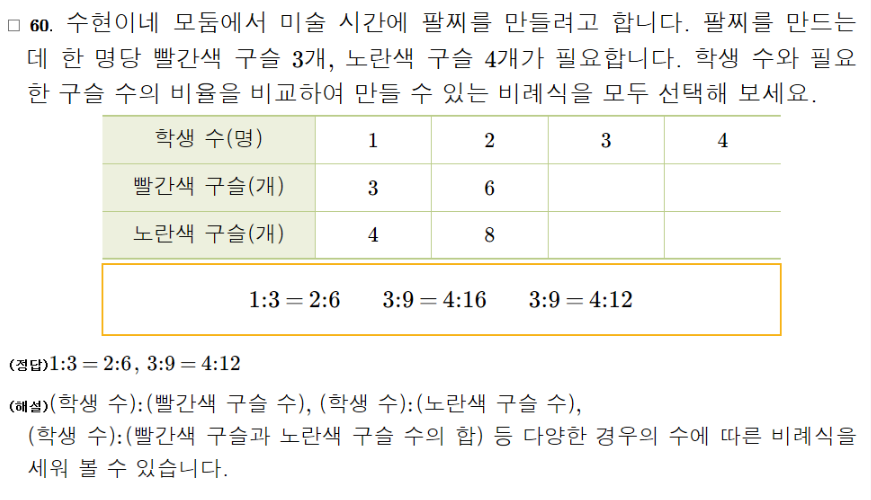 □ 60. 수현이네 모둠에서 미술 시간에 팔찌를 만들려고 합니다. 팔찌를 만드는
데 한 명당 빨간색 구슬 3개, 노란색 구슬 4개가 필요합니다. 학생 수와 필요
한 구슬 수의 비율을 비교하여 만들 수 있는 비례식을 모두 선택해 보세요.
학생 수(명) 1 2 3 4
빨간색 구슬(개) 3 6
노란색 구슬(개) 4 8
1:3 = 2:6 3:9 = 4:16 3:9 = 4:12
(정답)1:3 = 2:6, 3:9 = 4:12
(해설)(학생 수):(빨간색 구슬 수), (학생 수):(노란색 구슬 수),
(학생 수):(빨간색 구슬과 노란색 구슬 수의 합) 등 다양한 경우의 수에 따른 비례식을
세워 볼 수 있습니다.